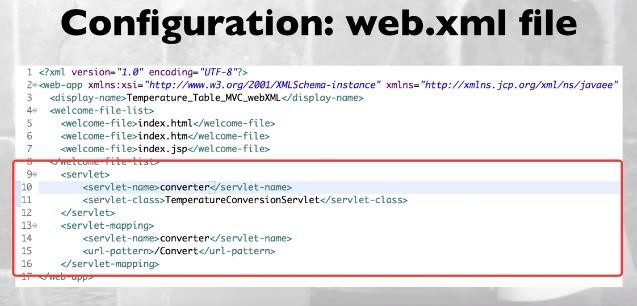 Configuration: web.xml file
1 <?xml version="1.0" encoding="UTF-8"?>
2 <web-app xmlns:xsi="http://www.w3.org/2001/XMLSchema-instance" xmlns="http://xmlns.jcp.org/xml/ns/javaee"
3 <display-name>Temperature_Table_MVC_webXML</display-name>
4 <welcome-file-list>
5 <welcome-file>index.html</welcome-file>
6 <welcome-file>index.htm</welcome-file>
7 <welcome-file>index.jsp</welcome-file>
8 </welcome-file-list>
9 <servlet>
10 <servlet-name>converter</servlet-name>
11 <servlet-class>TemperatureConversionServlet</servlet-class>
12 </servlet>
13 <servlet-mapping>
14 <servlet-name>converter</servlet-name>
15 <url-pattern>/Convert</url-pattern>
16 </servlet-mapping>
17 </web-app>